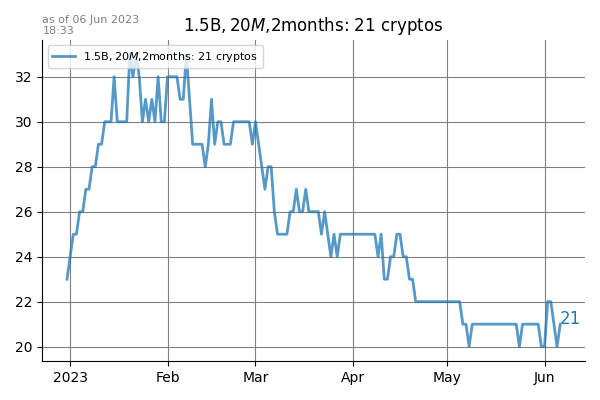 as of 06 Jun 2023
18:33
1.5B, 20M,2months: 21 cryptos
1.5B, 20M,2months: 21 cryptos
32
30
28
26
24
22
20
21
2023 Feb Mar Apr May Jun